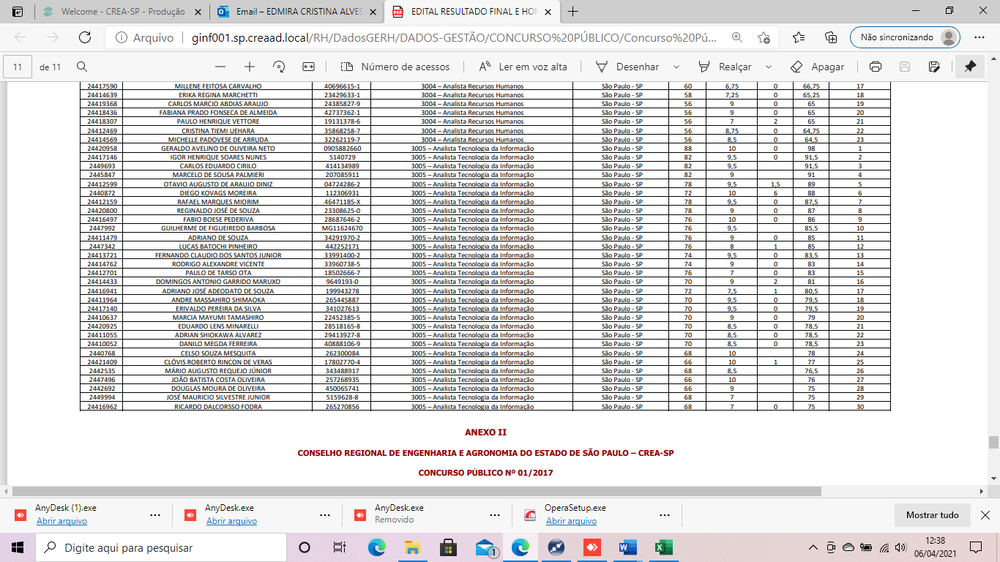 Welcome - CREA-SP - Produção
Email – EDMIRA CRISTINA ALVES
EDITAL RESULTADO FINAL E HO
Arquivo ginf001.sp.creaad.local/RH/DadosGERH/DADOS-GESTÃO/CONCURSO%20PÚBLICO/Concurso%20Pú... Não sincronizando
11 de 11 Número de acessos Ler em voz alta Desenhar Realçar Apagar
24417590 MILLENE FEITOSA CARVALHO 40696615-1 3004 – Analista Recursos Humanos São Paulo - SP 60 6,75 0 66,75 17
24414639 ERIKA REGINA MARCHETTI 23429633-1 3004 – Analista Recursos Humanos São Paulo - SP 58 7,25 0 65,25 18
24419368 CARLOS MARCIO ABDIAS ARAUJO 24385827-9 3004 – Analista Recursos Humanos São Paulo - SP 56 9 0 65 19
24418436 FABIANA PRADO FONSECA DE ALMEIDA 42737362-1 3004 – Analista Recursos Humanos São Paulo - SP 56 9 0 65 20
24418307 PAULO HENRIQUE VETTORE 19131378-6 3004 – Analista Recursos Humanos São Paulo - SP 56 7 2 65 21
24412469 CRISTINA TIEMI UEHARA 35868258-7 3004 – Analista Recursos Humanos São Paulo - SP 56 8,75 0 64,75 22
24414569 MICHELLE PADOVESE DE ARRUDA 32262119-7 3004 – Analista Recursos Humanos São Paulo - SP 56 8,5 0 64,5 23
24420958 GERALDO AVELINO DE OLIVEIRA NETO 0905882660 3005 – Analista Tecnologia da Informação São Paulo - SP 88 10 0 98 1
24417146 IGOR HENRIQUE SOARES NUNES 5140729 3005 – Analista Tecnologia da Informação São Paulo - SP 82 9,5 0 91,5 2
2449693 CARLOS EDUARDO CIRILO 414134989 3005 – Analista Tecnologia da Informação São Paulo - SP 82 9,5 91,5 3
2445847 MARCELO DE SOUSA PALMIERI 207085911 3005 – Analista Tecnologia da Informação São Paulo - SP 82 9 91 4
24412599 OTAVIO AUGUSTO DE ARAUJO DINIZ 04724286-2 3005 – Analista Tecnologia da Informação São Paulo - SP 78 9,5 1,5 89 5
2440872 DIEGO KOVAGS MOREIRA 112306931 3005 – Analista Tecnologia da Informação São Paulo - SP 72 10 6 88 6
24412159 RAFAEL MARQUES MIORIM 46471185-X 3005 – Analista Tecnologia da Informação São Paulo - SP 78 9,5 0 87,5 7
24420800 REGINALDO JOSÉ DE SOUZA 23308625-0 3005 – Analista Tecnologia da Informação São Paulo - SP 78 9 0 87 8
24416497 FABIO BOESE PEDERIVA 28687646-2 3005 – Analista Tecnologia da Informação São Paulo - SP 76 10 0 86 9
2447992 GUILHERME DE FIGUEIREDO BARBOSA MG11624670 3005 – Analista Tecnologia da Informação São Paulo - SP 76 9,5 85,5 10
24411479 ADRIANO DE SOUZA 34291970-2 3005 – Analista Tecnologia da Informação São Paulo - SP 76 9 0 85 11
2447342 LUCAS BATOCHI PINHEIRO 442252171 3005 – Analista Tecnologia da Informação São Paulo - SP 76 8 1 85 12
24413721 FERNANDO CLAUDIO DOS SANTOS JUNIOR 33991400-2 3005 – Analista Tecnologia da Informação São Paulo - SP 74 9,5 0 83,5 13
24414762 RODRIGO ALEXANDRE VICENTE 33960738-5 3005 – Analista Tecnologia da Informação São Paulo - SP 74 9 0 83 14
24412701 PAULO DE TARSO OTA 18502666-7 3005 – Analista Tecnologia da Informação São Paulo - SP 76 7 0 83 15
24414433 DOMINGOS ANTONIO GARRIDO MARUXO 9649193-0 3005 – Analista Tecnologia da Informação São Paulo - SP 70 9 2 81 16
24416941 ADRIANO JOSÉ ADEODATO DE SOUZA 199943278 3005 – Analista Tecnologia da Informação São Paulo - SP 72 7,5 1 80,5 17
24411964 ANDRE MASSAHIRO SHIMAOKA 265445887 3005 – Analista Tecnologia da Informação São Paulo - SP 70 9,5 0 79,5 18
24417140 ERIVALDO PEREIRA DA SILVA 341027613 3005 – Analista Tecnologia da Informação São Paulo - SP 70 9,5 0 79,5 19
24410637 MARCIA MAYUMI TAMASHIRO 22452385-5 3005 – Analista Tecnologia da Informação São Paulo - SP 70 9 0 79 20
24420925 EDUARDO LENS MINARELLI 28518165-8 3005 – Analista Tecnologia da Informação São Paulo - SP 70 8,5 0 78,5 21
24411055 ADRIAN SHIOKAWA ALVAREZ 29413927-8 3005 – Analista Tecnologia da Informação São Paulo - SP 70 8,5 0 78,5 22
24410052 DANILO MEGDA FERREIRA 40888106-9 3005 – Analista Tecnologia da Informação São Paulo - SP 70 8,5 0 78,5 23
2440768 CELSO SOUZA MESQUITA 262300084 3005 – Analista Tecnologia da Informação São Paulo - SP 68 10 78 24
24421409 CLÓVIS ROBERTO RINCON DE VERAS 17802770-4 3005 – Analista Tecnologia da Informação São Paulo - SP 66 10 1 77 25
2442535 MÁRIO AUGUSTO REQUEJO JÚNIOR 343488917 3005 – Analista Tecnologia da Informação São Paulo - SP 68 8,5 76,5 26
2447496 JOÃO BATISTA COSTA OLIVEIRA 257268935 3005 – Analista Tecnologia da Informação São Paulo - SP 66 10 76 27
2442692 DOUGLAS MOURA DE OLIVEIRA 450065741 3005 – Analista Tecnologia da Informação São Paulo - SP 66 9 75 28
2449994 JOSÉ MAURICIO SILVESTRE JUNIOR 5159628-8 3005 – Analista Tecnologia da Informação São Paulo - SP 68 7 75 29
24416962 RICARDO DALCORSSO FODRA 265270856 3005 – Analista Tecnologia da Informação São Paulo - SP 68 7 0 75 30
ANEXO II
CONSELHO REGIONAL DE ENGENHARIA E AGRONOMIA DO ESTADO DE SÃO PAULO – CREA-SP
CONCURSO PÚBLICO Nº 01/2017
AnyDesk (1).exe
Abrir arquivo
AnyDesk.exe
Abrir arquivo
AnyDesk.exe
Removido
OperaSetup.exe
Abrir arquivo
Mostrar tudo
Digite aqui para pesquisar
1
12:38
06/04/2021